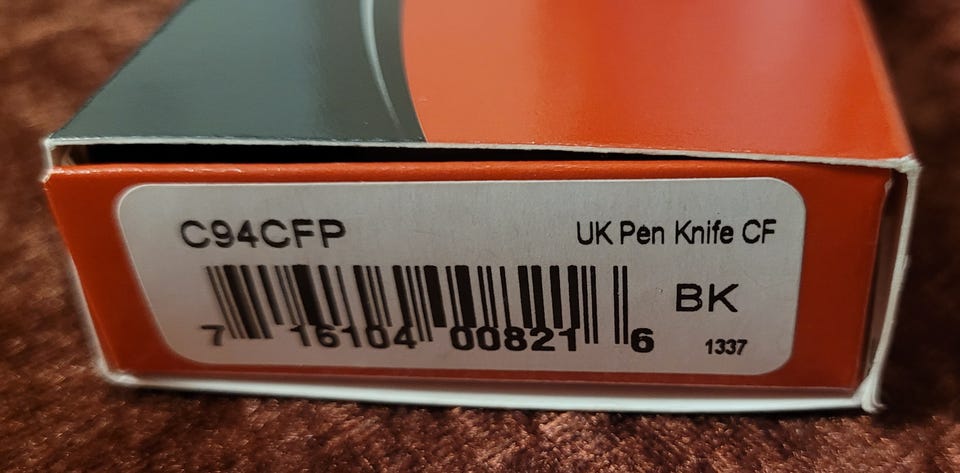 C94CFP UK Pen Knife CF
BK
7 16104 00821 6
1337